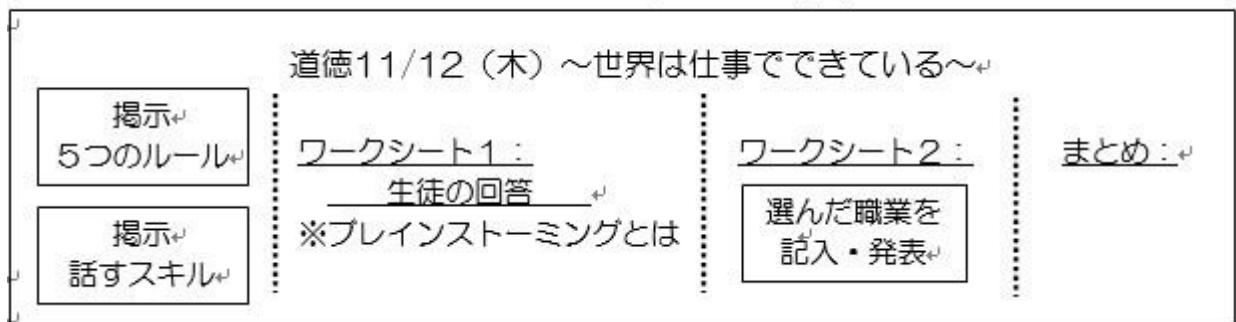 道徳11/12（木）～世界は仕事でできている～
掲示
５つのルール
掲示
話すスキル
ワークシート１：
生徒の回答
※ブレインストーミングとは
ワークシート２：
選んだ職業を
記入・発表
まとめ：